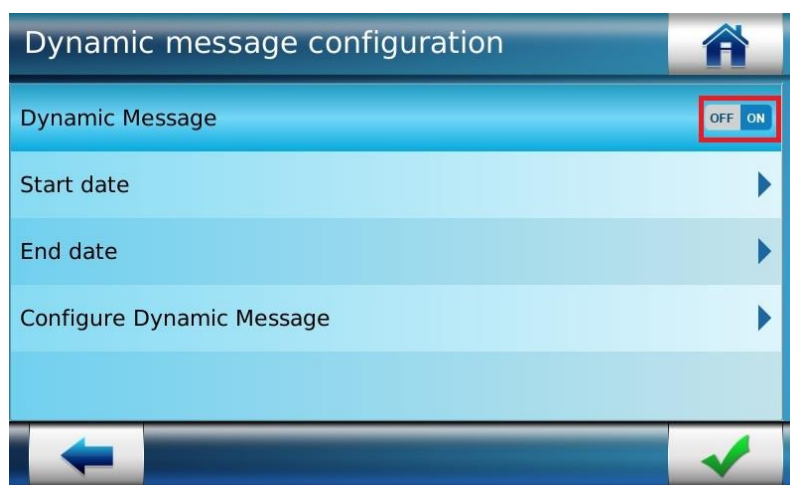 Dynamic message configuration
Dynamic Message OFF ON
Start date
End date
Configure Dynamic Message